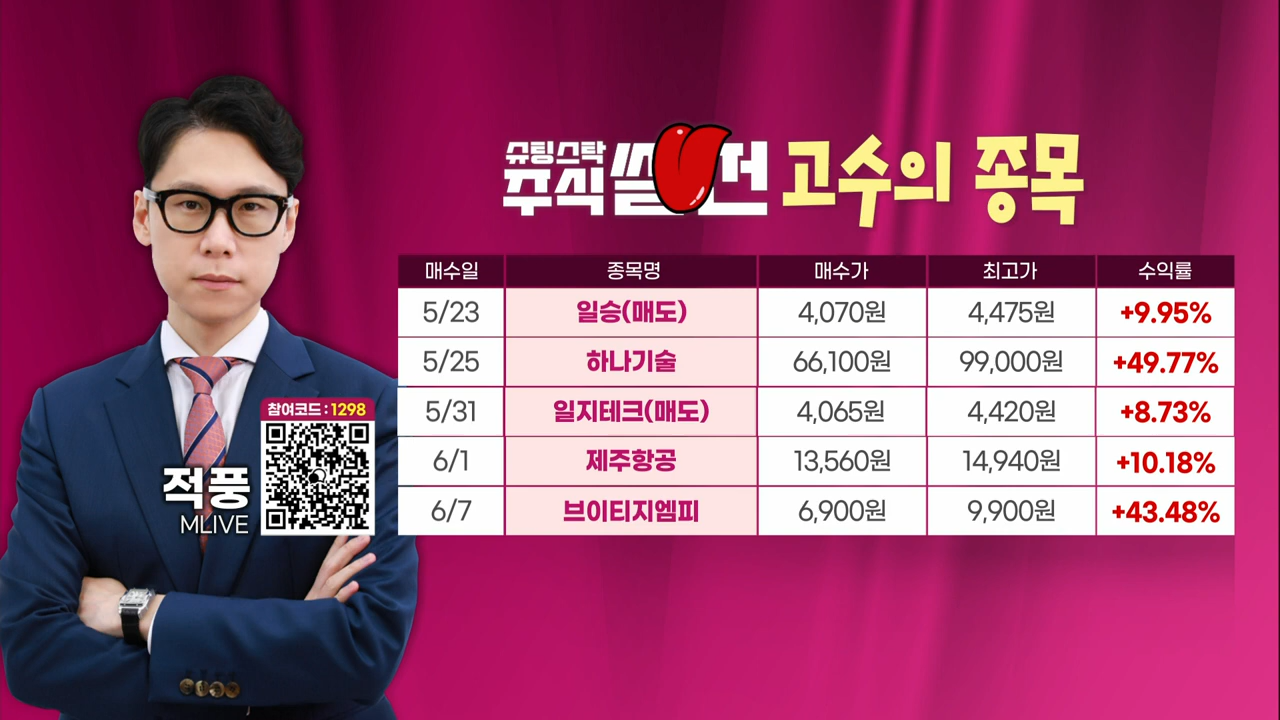 슈팅스탁
주식썰전 고수의 종목
매수일 종목명 매수가 최고가 수익률
5/23 일승(매도) 4,070원 4,475원 +9.95%
5/25 하나기술 66,100원 99,000원 +49.77%
5/31 일지테크(매도) 4,065원 4,420원 +8.73%
6/1 제주항공 13,560원 14,940원 +10.18%
6/7 브이티지엠피 6,900원 9,900원 +43.48%
참여코드 : 1298
적풍
MLIVE